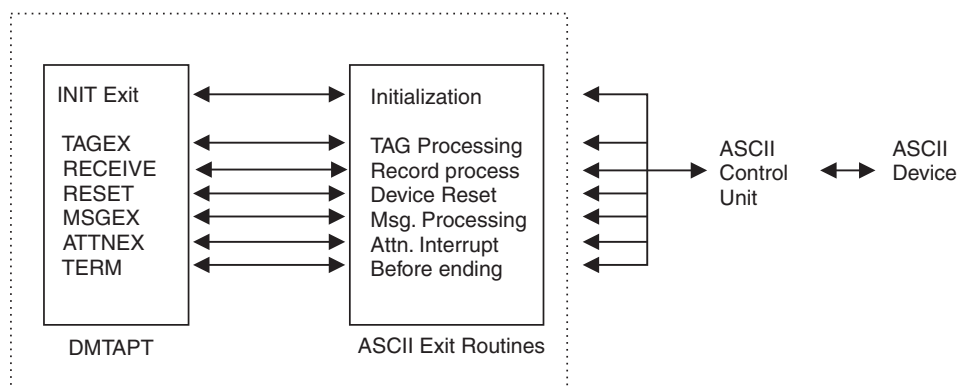 INIT Exit
TAGEX
RECEIVE
RESET
MSGEX
ATTNEX
TERM
DMTAPT
Initialization
TAG Processing
Record process
Device Reset
Msg. Processing
Attn. Interrupt
Before ending
ASCII Exit Routines
ASCII
Control
Unit
ASCII
Device